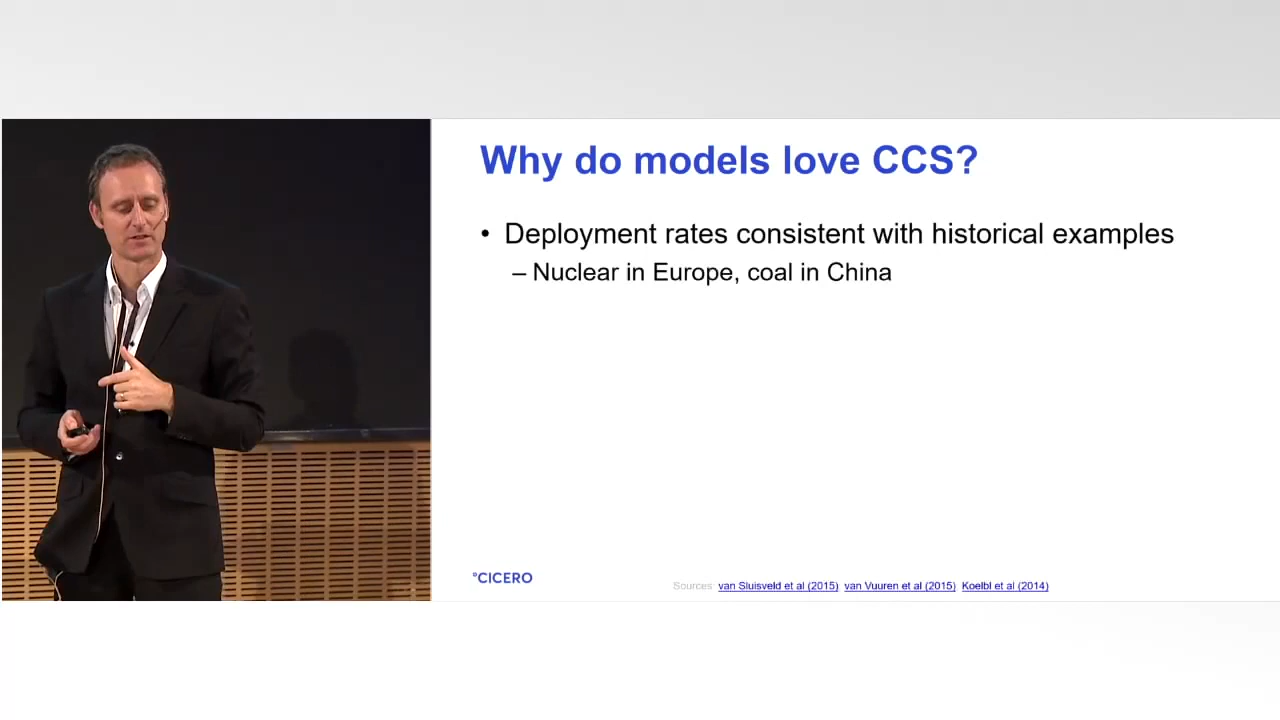 Why do models love CCS?
• Deployment rates consistent with historical examples
– Nuclear in Europe, coal in China
°CICERO
Sources: van Sluisveld et al (2015) van Vuuren et al (2015) Koelbl et al (2014)